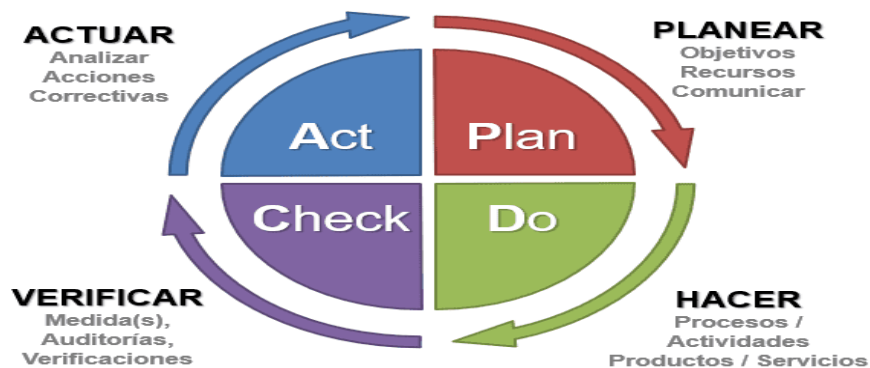 ACTUAR
Analizar
Acciones
Correctivas
PLANEAR
Objetivos
Recursos
Comunicar
Act
Plan
Check
Do
VERIFICAR
Medida(s),
Auditorías,
Verificaciones
HACER
Procesos /
Actividades
Productos / Servicios